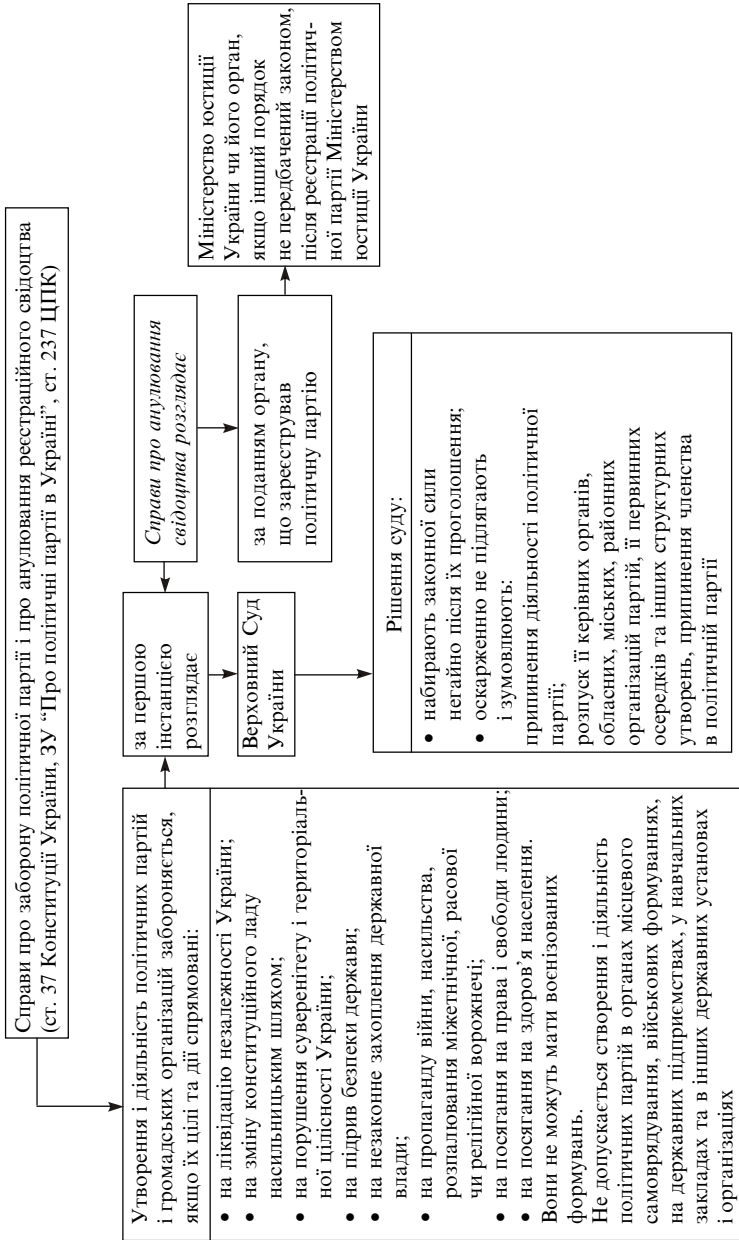 Справи про заборону політичної партії і про анулювання реєстраційного свідоцтва
(ст. 37 Конституції України, ЗУ “Про політичні партії в Україні”, ст. 237 ЦПК)
Утворення і діяльність політичних партій
і громадських організацій забороняється,
якщо їх цілі та дії спрямовані:
• на ліквідацію незалежності України;
• на зміну конституційного ладу
насильницьким шляхом;
• на порушення суверенітету і територіаль-
ної цілісності України;
• на підрив безпеки держави;
• на незаконне захоплення державної
влади;
• на пропаганду війни, насильства,
розпалювання міжетнічної, расової
чи релігійної ворожнечі;
• на посягання на права і свободи людини;
• на посягання на здоров’я населення.
Вони не можуть мати воєнізованих
формувань.
Не допускається створення і діяльність
політичних партій в органах місцевого
самоврядування, військових формуваннях,
на державних підприємствах, у навчальних
закладах та в інших державних установах
і організаціях
за першою
інстанцією
розглядає
Верховний Суд
України
Справи про анулювання
свідоцтва розглядає
за поданням органу,
що зареєстрував
політичну партію
Міністерство юстиції
України чи його орган,
якщо інший порядок
не передбачений законом,
після реєстрації політич-
ної партії Міністерством
юстиції України
Рішення суду:
• набирають законної сили
негайно після їх проголошення;
• оскарженню не підлягають
і зумовлюють:
припинення діяльності політичної
партії;
розпуск її керівних органів,
обласних, міських, районних
організацій партій, її первинних
осередків та інших структурних
утворень, припинення членства
в політичній партії